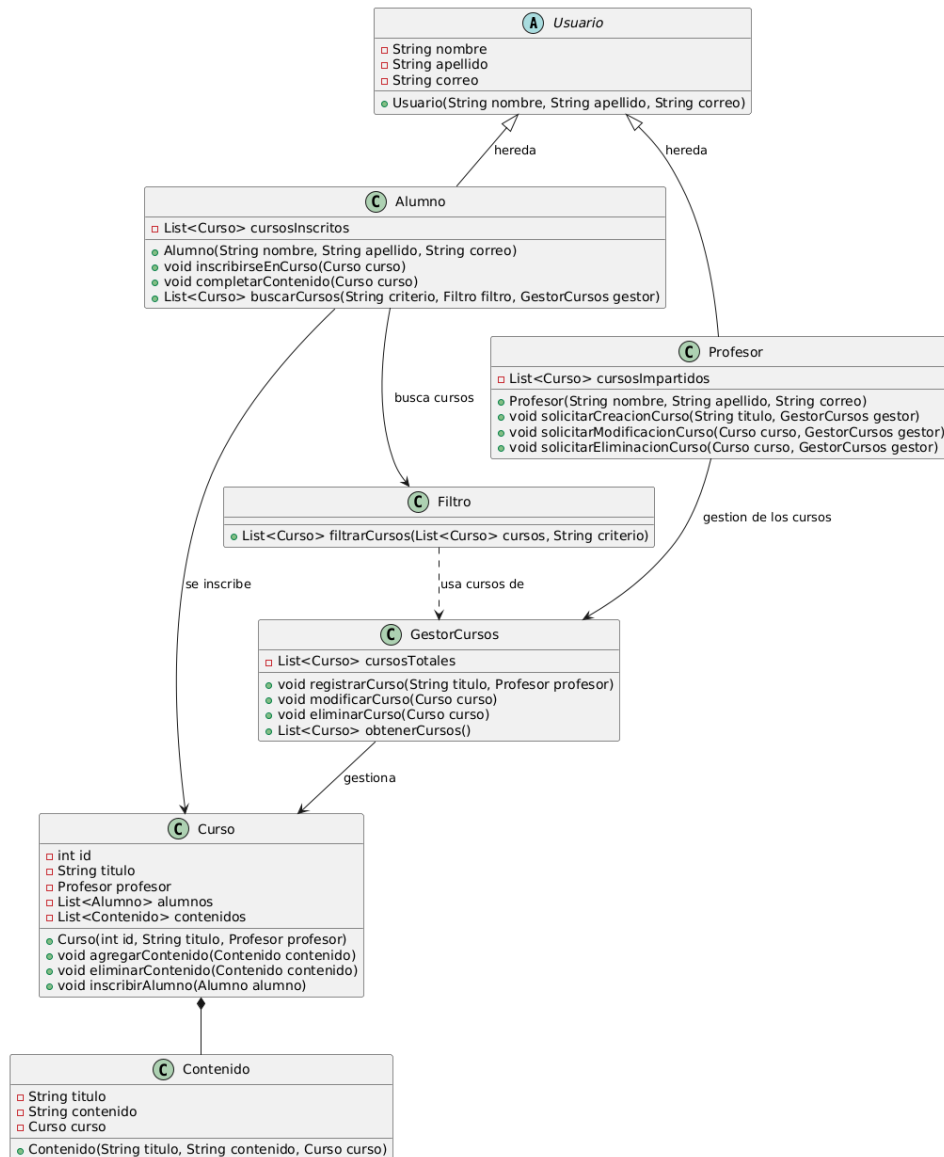 A Usuario
String nombre
String apellido
String correo
Usuario(String nombre, String apellido, String correo)
hereda
hereda
C Alumno
List<Curso> cursosInscritos
Alumno(String nombre, String apellido, String correo)
void inscribirseEnCurso(Curso curso)
void completarContenido(Curso curso)
List<Curso> buscarCursos(String criterio, Filtro filtro, GestorCursos gestor)
C Profesor
List<Curso> cursosImpartidos
Profesor(String nombre, String apellido, String correo)
void solicitarCreacionCurso(String titulo, GestorCursos gestor)
void solicitarModificacionCurso(Curso curso, GestorCursos gestor)
void solicitarEliminacionCurso(Curso curso, GestorCursos gestor)
busca cursos
C Filtro
List<Curso> filtrarCursos(List<Curso> cursos, String criterio)
gestion de los cursos
se inscribe
usa cursos de
C GestorCursos
List<Curso> cursosTotales
void registrarCurso(String titulo, Profesor profesor)
void modificarCurso(Curso curso)
void eliminarCurso(Curso curso)
List<Curso> obtenerCursos()
gestiona
C Curso
int id
String titulo
Profesor profesor
List<Alumno> alumnos
List<Contenido> contenidos
Curso(int id, String titulo, Profesor profesor)
void agregarContenido(Contenido contenido)
void eliminarContenido(Contenido contenido)
void inscribirAlumno(Alumno alumno)
C Contenido
String titulo
String contenido
Curso curso
Contenido(String titulo, String contenido, Curso curso)